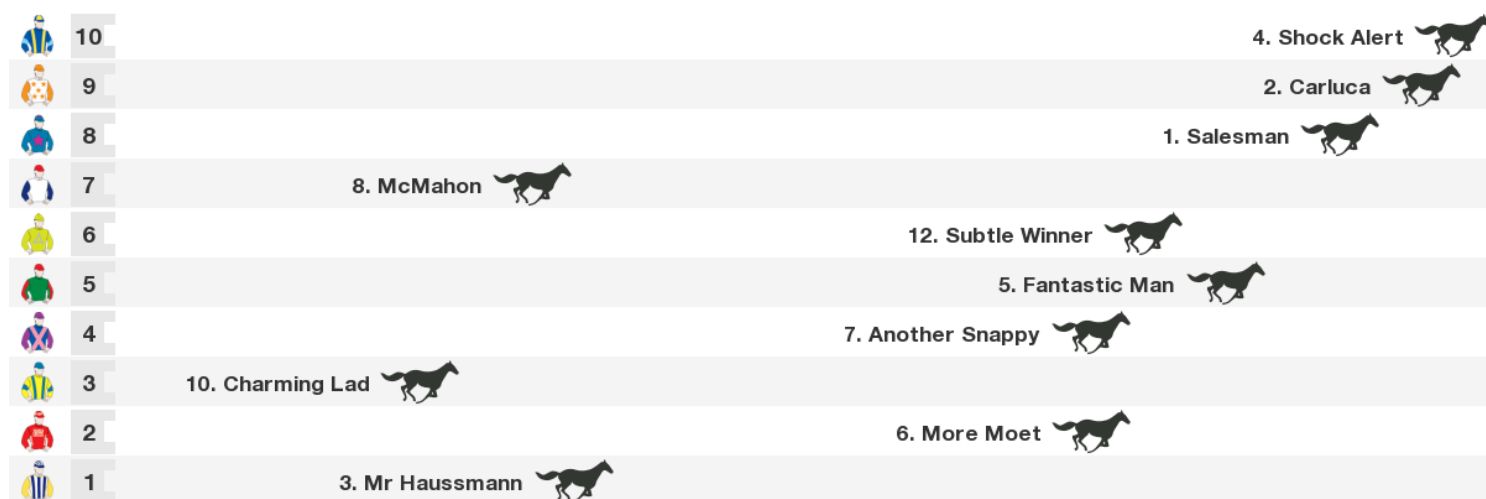 10 4. Shock Alert
9 2. Carluca
8 1. Salesman
7 8. McMahon
6 12. Subtle Winner
5 5. Fantastic Man
4 7. Another Snappy
3 10. Charming Lad
2 6. More Moet
1 3. Mr Haussmann